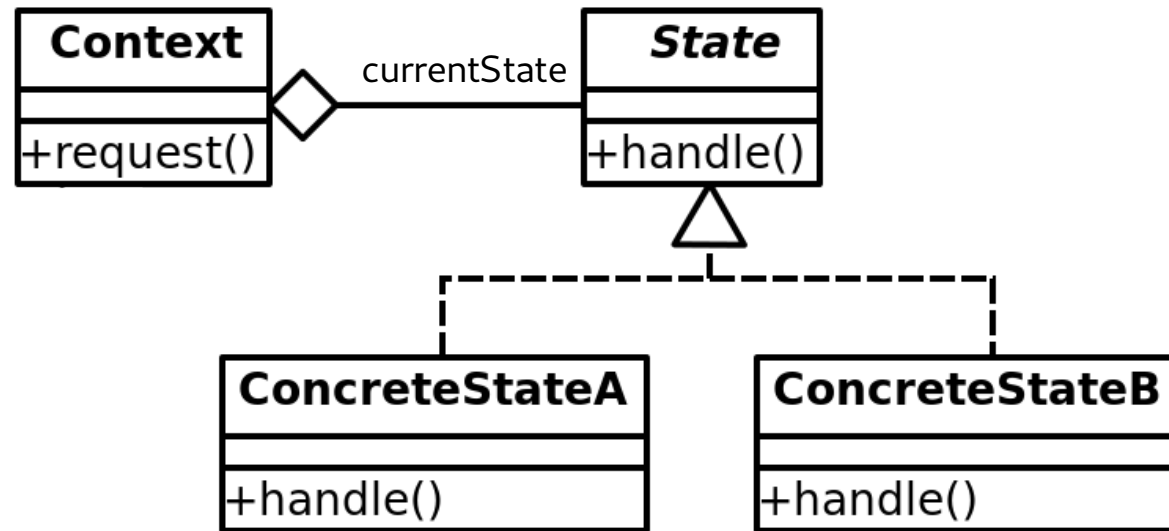 Context
State
currentState
+request()
+handle()
ConcreteStateA
ConcreteStateB
+handle()
+handle()